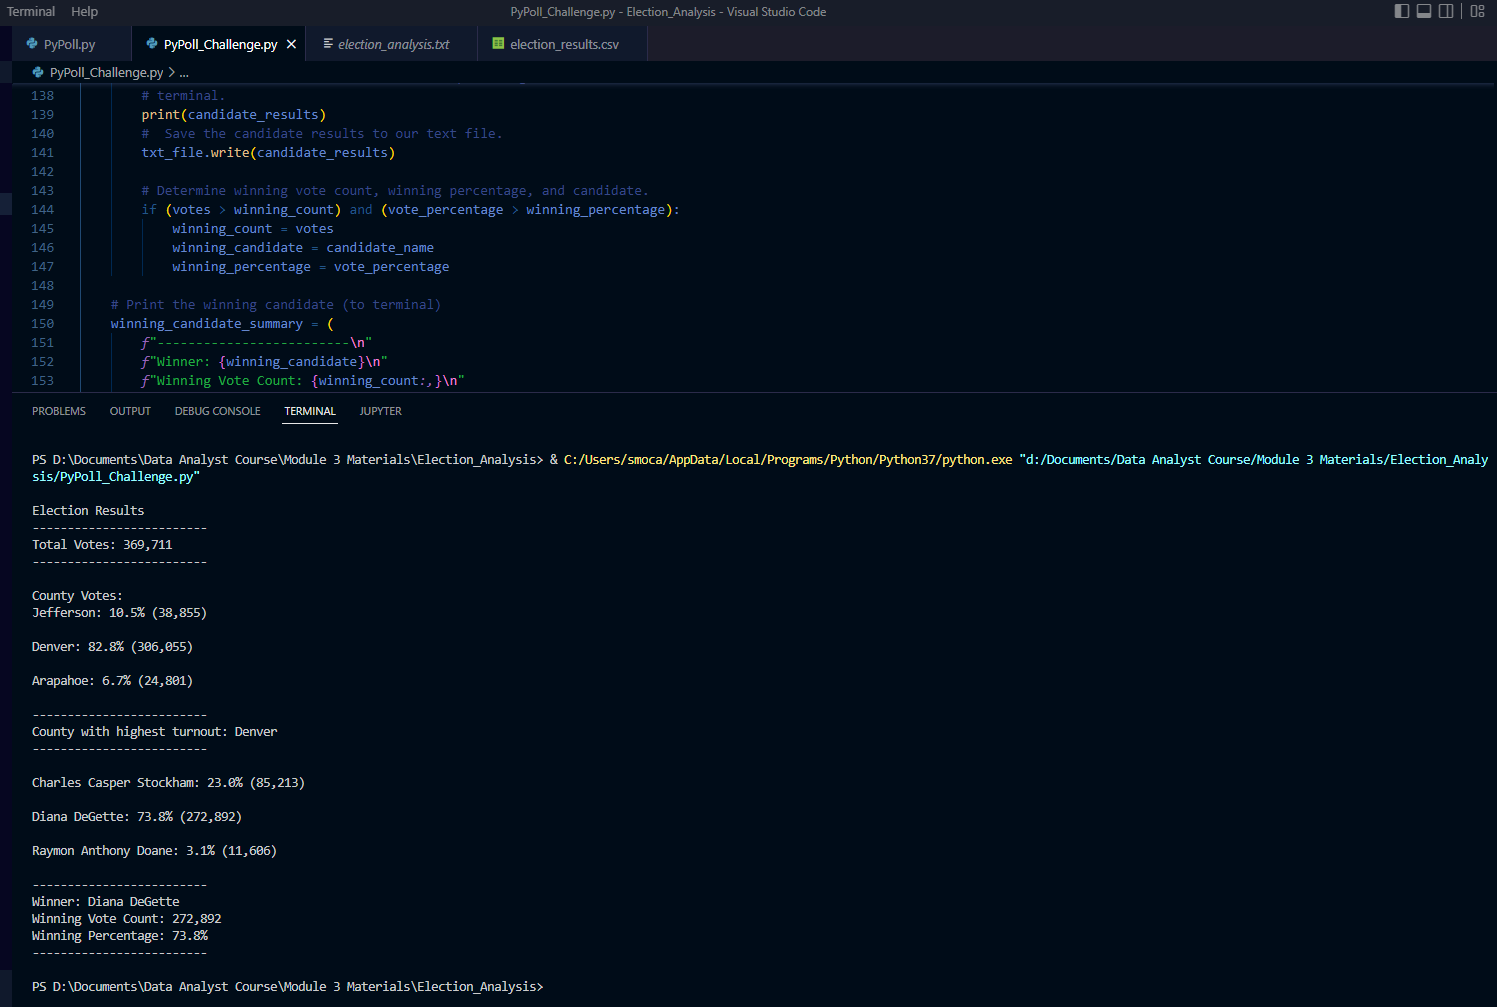 Terminal Help PyPoll_Challenge.py - Election_Analysis - Visual Studio Code
PyPoll.py PyPoll_Challenge.py election_analysis.txt election_results.csv
PyPoll_Challenge.py > ...
138 # terminal.
139 print(candidate_results)
140 #  Save the candidate results to our text file.
141 txt_file.write(candidate_results)
142
143 # Determine winning vote count, winning percentage, and candidate.
144 if (votes > winning_count) and (vote_percentage > winning_percentage):
145 winning_count = votes
146 winning_candidate = candidate_name
147 winning_percentage = vote_percentage
148
149 # Print the winning candidate (to terminal)
150 winning_candidate_summary = (
151 f"-------------------------\n"
152 f"Winner: {winning_candidate}\n"
153 f"Winning Vote Count: {winning_count:,}\n"
PROBLEMS OUTPUT DEBUG CONSOLE TERMINAL JUPYTER
PS D:\Documents\Data Analyst Course\Module 3 Materials\Election_Analysis> & C:/Users/smoca/AppData/Local/Programs/Python/Python37/python.exe "d:/Documents/Data Analyst Course/Module 3 Materials/Election_Analy
sis/PyPoll_Challenge.py"
Election Results
-------------------------
Total Votes: 369,711
-------------------------
County Votes:
Jefferson: 10.5% (38,855)
Denver: 82.8% (306,055)
Arapahoe: 6.7% (24,801)
-------------------------
County with highest turnout: Denver
-------------------------
Charles Casper Stockham: 23.0% (85,213)
Diana DeGette: 73.8% (272,892)
Raymon Anthony Doane: 3.1% (11,606)
-------------------------
Winner: Diana DeGette
Winning Vote Count: 272,892
Winning Percentage: 73.8%
-------------------------
PS D:\Documents\Data Analyst Course\Module 3 Materials\Election_Analysis>